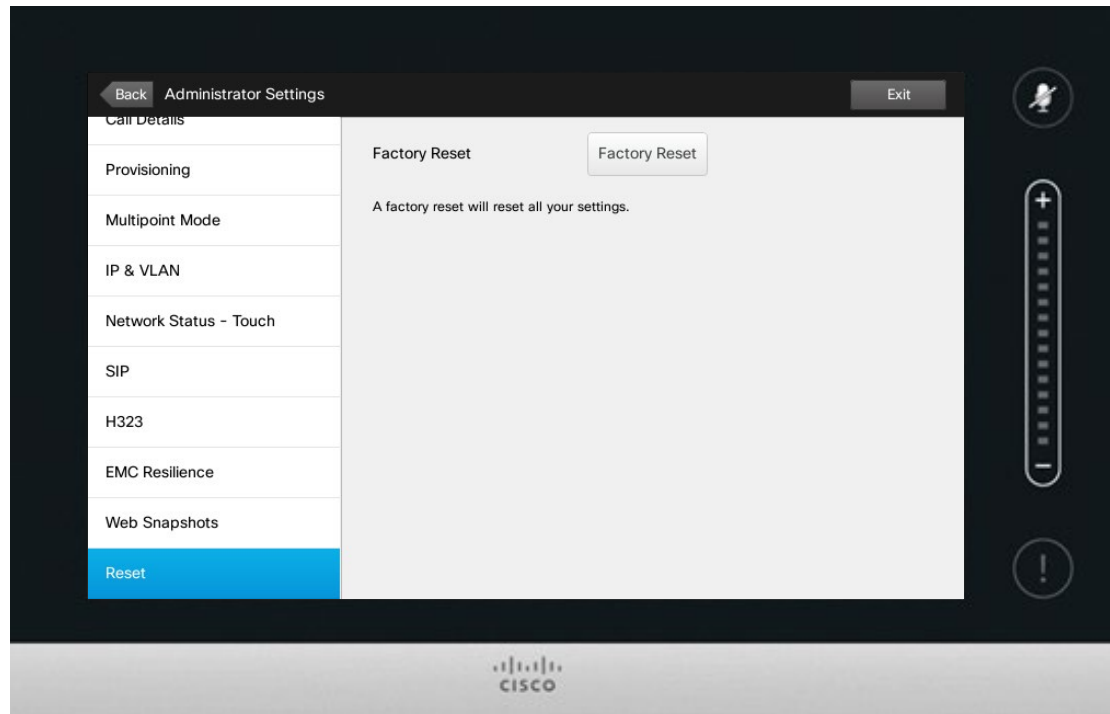 Back Administrator Settings Exit
Call Details
Provisioning
Multipoint Mode
IP & VLAN
Network Status - Touch
SIP
H323
EMC Resilience
Web Snapshots
Reset
Factory Reset Factory Reset
A factory reset will reset all your settings.
+
-
!
CISCO